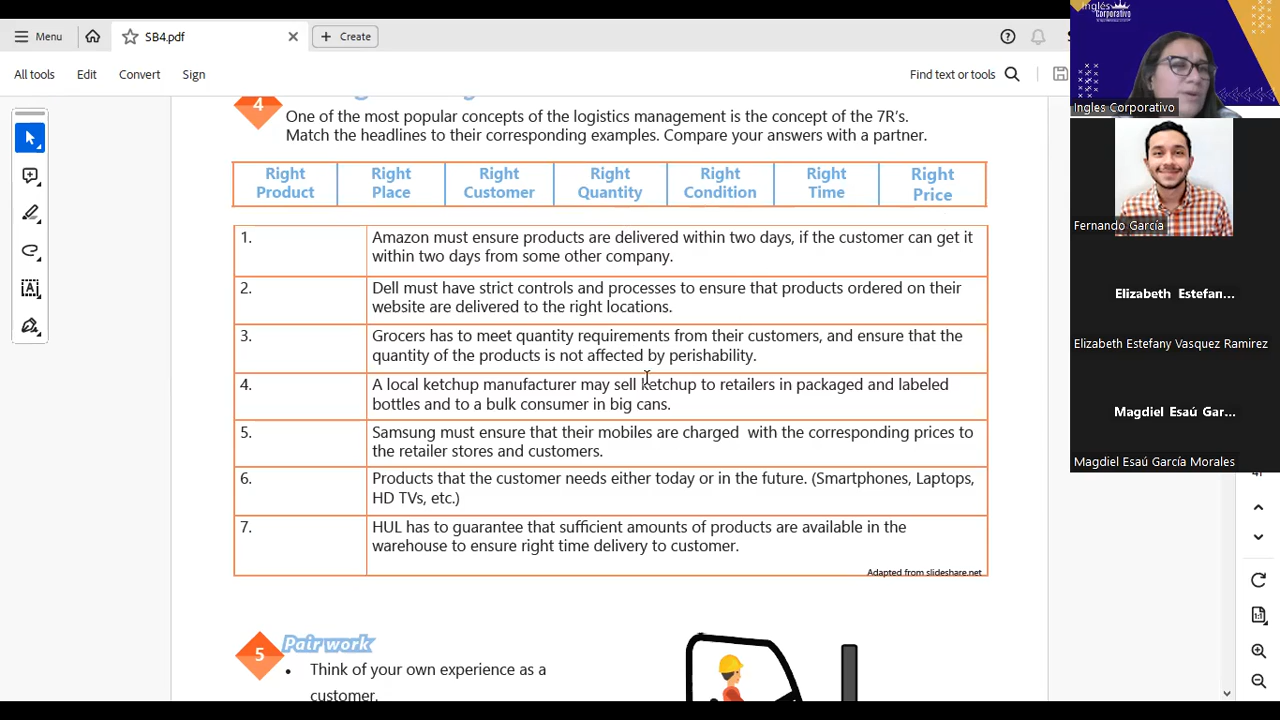 Menu
SB4.pdf
Create
All tools
Edit
Convert
Sign
Find text or tools
4
One of the most popular concepts of the logistics management is the concept of the 7R's.
Match the headlines to their corresponding examples. Compare your answers with a partner.
Right Product
Right Place
Right Customer
Right Quantity
Right Condition
Right Time
Right Price
1.
Amazon must ensure products are delivered within two days, if the customer can get it
within two days from some other company.
2.
Dell must have strict controls and processes to ensure that products ordered on their
website are delivered to the right locations.
3.
Grocers has to meet quantity requirements from their customers, and ensure that the
quantity of the products is not affected by perishability.
4.
A local ketchup manufacturer may sell ketchup to retailers in packaged and labeled
bottles and to a bulk consumer in big cans.
5.
Samsung must ensure that their mobiles are charged with the corresponding prices to
the retailer stores and customers.
6.
Products that the customer needs either today or in the future. (Smartphones, Laptops,
HD TVs, etc.)
7.
HUL has to guarantee that sufficient amounts of products are available in the
warehouse to ensure right time delivery to customer.
Adapted from slideshare.net
5
Pair work
• Think of your own experience as a
customer.
Inglés
Corporativo
Ingles Corporativo
Fernando García
Elizabeth Estefan...
Elizabeth Estefany Vasquez Ramirez
Magdiel Esaú Gar...
Magdiel Esaú García Morales